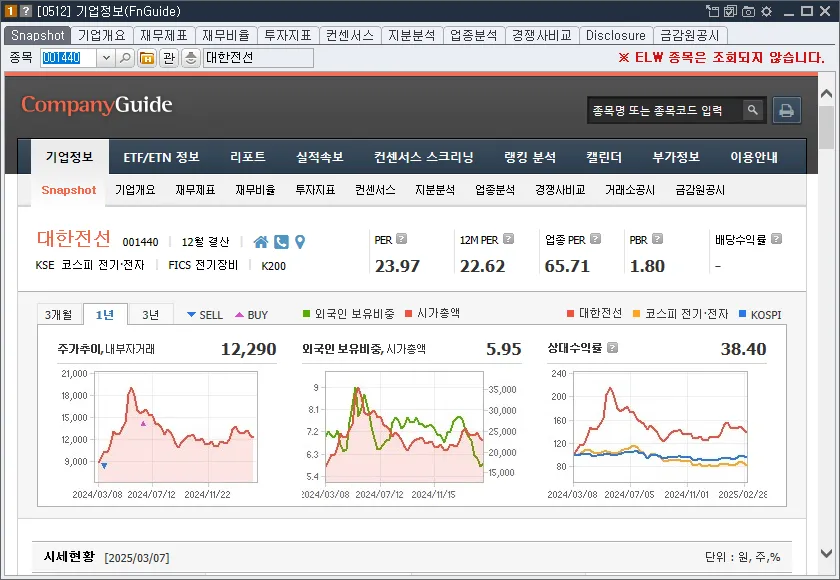 1 ? [0512] 기업정보(FnGuide)
Snapshot 기업개요 재무제표 재무비율 투자지표 컨센서스 지분분석 업종분석 경쟁사비교 Disclosure 금감원공시
종목 001440 관 대한전선 ※ ELW 종목은 조회되지 않습니다.
CompanyGuide 종목명 또는 종목코드 입력
기업정보 ETF/ETN 정보 리포트 실적속보 컨센서스 스크리닝 랭킹 분석 캘린더 부가정보 이용안내
Snapshot 기업개요 재무제표 재무비율 투자지표 컨센서스 지분분석 업종분석 경쟁사비교 거래소공시 금감원공시
대한전선 001440 12월 결산
KSE 코스피 전기·전자 FICS 전기장비 K200
PER ? 12M PER ? 업종 PER ? PBR ? 배당수익률 ?
23.97 22.62 65.71 1.80 -
3개월 1년 3년 SELL BUY 외국인 보유비중 시가총액 대한전선 코스피 전기·전자 KOSPI
주가추이, 내부자거래 12,290
21,000
18,000
15,000
12,000
9,000
2024/03/08 2024/07/12 2024/11/22
외국인 보유비중, 시가총액 5.95
9
8.1
7.2
6.3
5.4
35,000
30,000
25,000
20,000
15,000
2024/03/08 2024/07/12 2024/11/15
상대수익률 ? 38.40
240
200
160
120
80
2024/03/08 2024/07/05 2024/11/01 2025/02/28
시세현황 [2025/03/07] 단위 : 원, 주,%